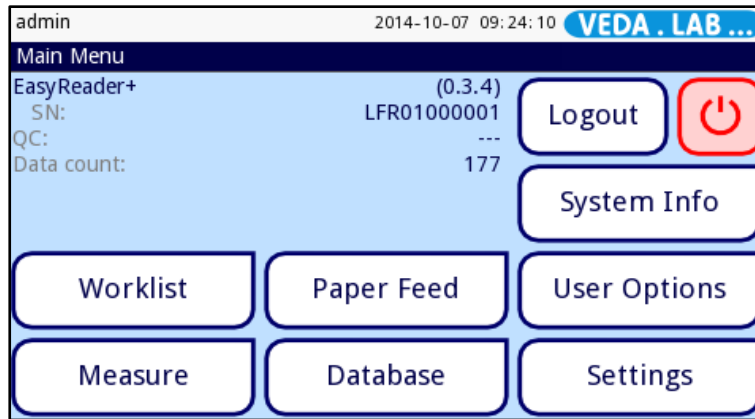 admin 2014-10-07 09:24:10 VEDA . LAB ...
Main Menu
EasyReader+ (0.3.4)
SN: LFR01000001
QC: ---
Data count: 177
Logout
System Info
Worklist Paper Feed User Options
Measure Database Settings